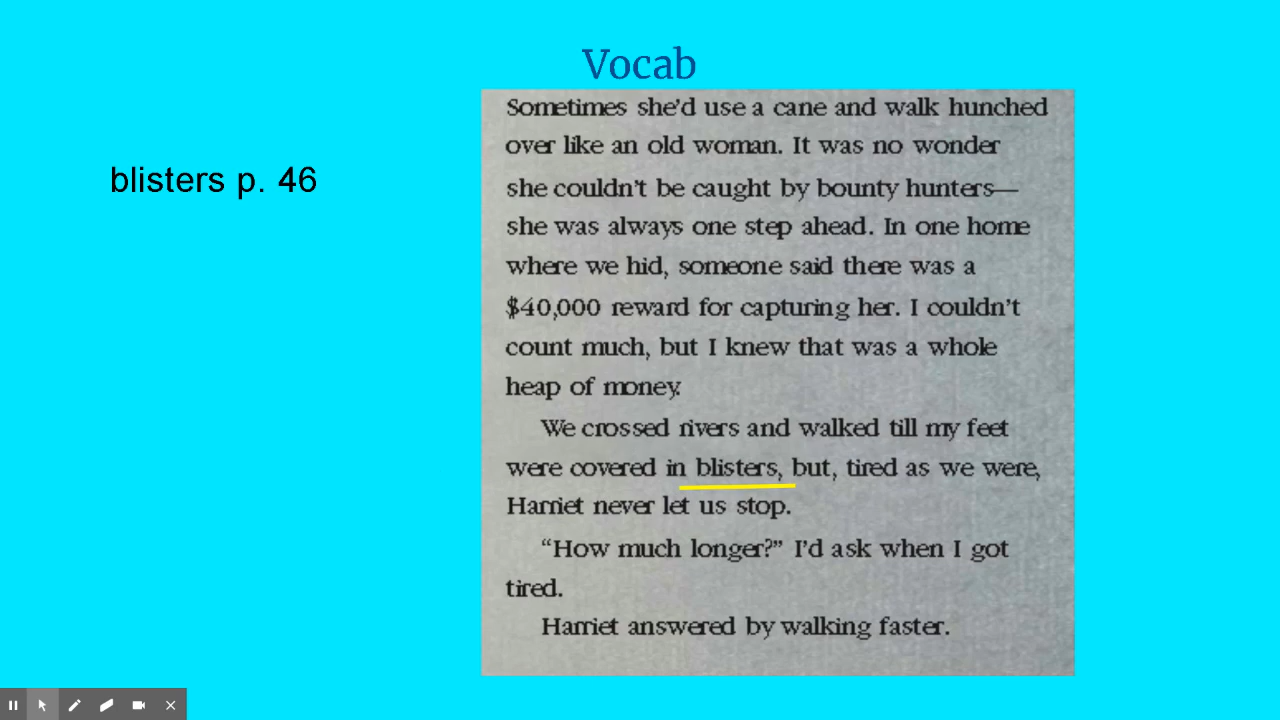 Vocab
blisters p. 46
Sometimes she'd use a cane and walk hunched
over like an old woman. It was no wonder
she couldn't be caught by bounty hunters—
she was always one step ahead. In one home
where we hid, someone said there was a
$40,000 reward for capturing her. I couldn't
count much, but I knew that was a whole
heap of money.
We crossed rivers and walked till my feet
were covered in blisters, but, tired as we were,
Harriet never let us stop.
“How much longer?” I'd ask when I got
tired.
Harriet answered by walking faster.